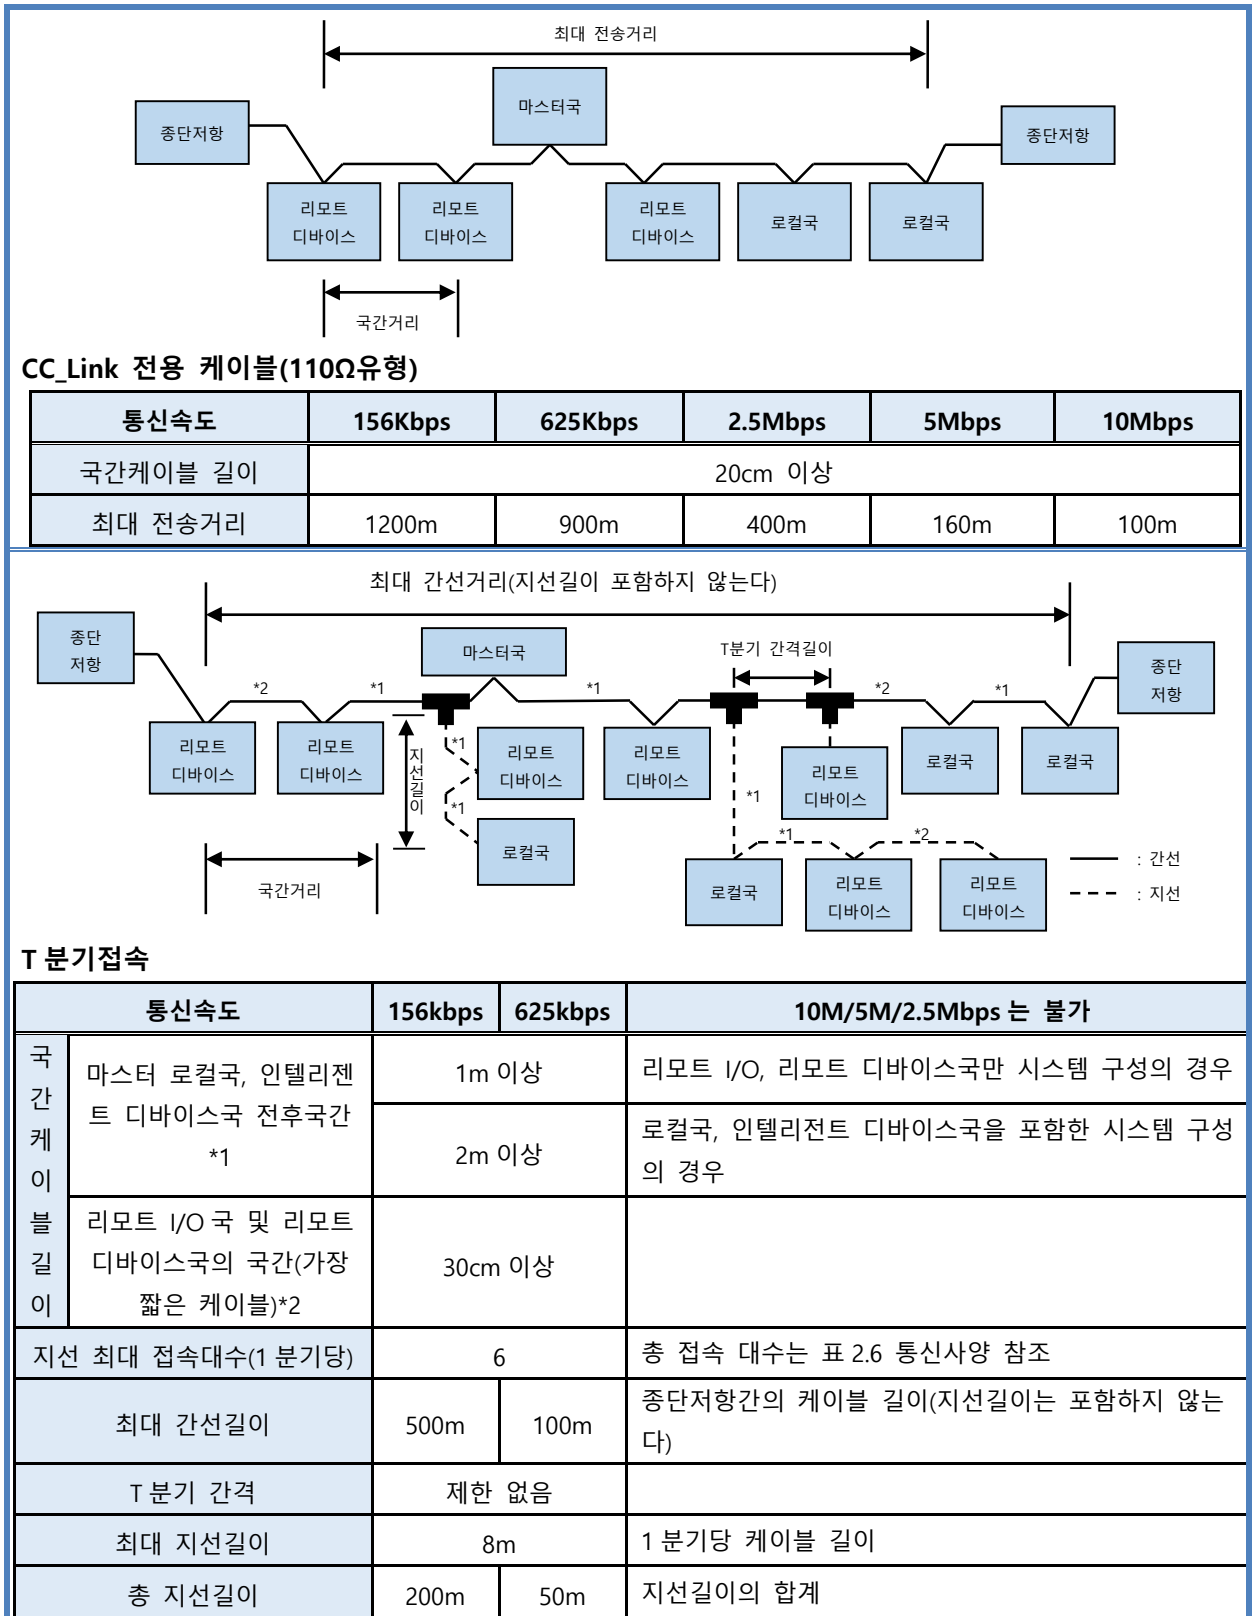 최대 전송거리
마스터국
종단저항
종단저항
리모트
디바이스
리모트
디바이스
리모트
디바이스
로컬국
로컬국
국간거리
CC_Link 전용 케이블(110Ω유형)
통신속도 156Kbps 625Kbps 2.5Mbps 5Mbps 10Mbps
국간케이블 길이 20cm 이상
최대 전송거리 1200m 900m 400m 160m 100m
최대 간선거리(지선길이 포함하지 않는다)
종단
저항
마스터국
T분기 간격길이
종단
저항
*2 *1 *1 *2 *1
리모트
디바이스
리모트
디바이스
지선길이
*1
*1
리모트
디바이스
로컬국
리모트
디바이스
*1
리모트
디바이스
로컬국
로컬국
국간거리
*1 *2
로컬국
리모트
디바이스
리모트
디바이스
: 간선
: 지선
T 분기접속
통신속도 156kbps 625kbps 10M/5M/2.5Mbps 는 불가
국간케이블길이
마스터 로컬국, 인텔리젠
트 디바이스국 전후국간
*1
1m 이상 리모트 I/O, 리모트 디바이스국만 시스템 구성의 경우
2m 이상 로컬국, 인텔리전트 디바이스국을 포함한 시스템 구성
의 경우
리모트 I/O 국 및 리모트
디바이스국의 국간(가장
짧은 케이블)*2
30cm 이상
지선 최대 접속대수(1 분기당) 6 총 접속 대수는 표 2.6 통신사양 참조
최대 간선길이 500m 100m 종단저항간의 케이블 길이(지선길이는 포함하지 않는
다)
T 분기 간격 제한 없음
최대 지선길이 8m 1 분기당 케이블 길이
총 지선길이 200m 50m 지선길이의 합계